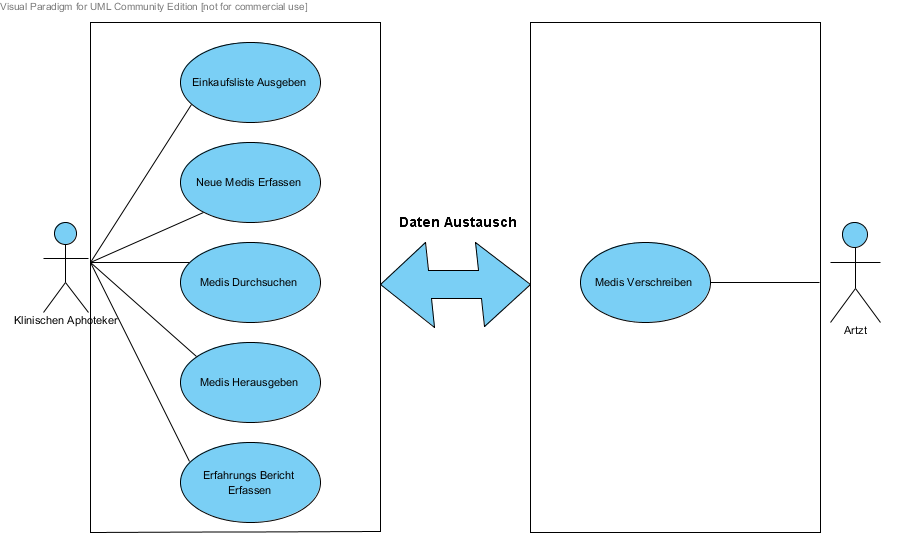 Visual Paradigm for UML Community Edition [not for commercial use]
Einkaufsliste Ausgeben
Neue Medis Erfassen
Daten Austausch
Medis Durchsuchen
Medis Verschreiben
Klinischen Aphoteker
Artzt
Medis Herausgeben
Erfahrungs Bericht
Erfassen